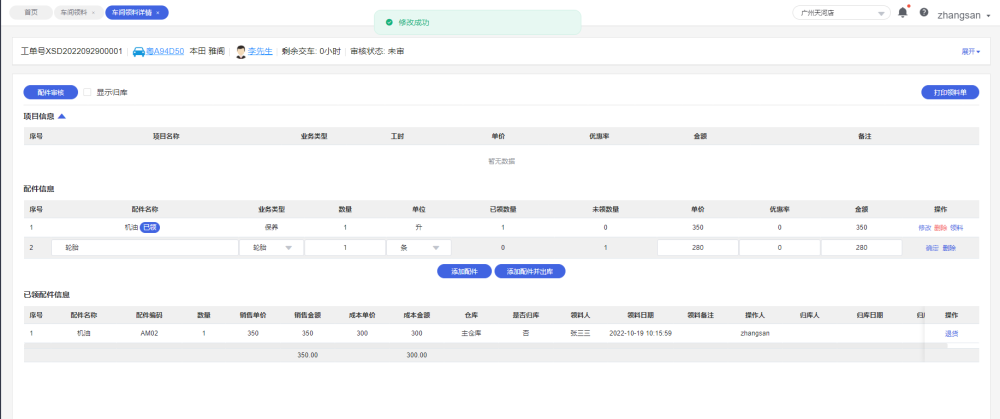 首页 车间领料 × 车间领料详情 × 修改成功 广州天河店 zhangsan
工单号XSD2022092900001 粤A94D50 本田 雅阁 李先生 剩余交车: 0小时 审核状态: 未审 展开
配件审核 显示归库 打印领料单
项目信息
序号 项目名称 业务类型 工时 单价 优惠率 金额 备注
暂无数据
配件信息
序号 配件名称 业务类型 数量 单位 已领数量 未领数量 单价 优惠率 金额 操作
1 机油 已领 保养 1 升 1 0 350 0 350 修改 删除 领料
2 轮胎 轮胎 1 条 0 1 280 0 280 确定 删除
添加配件 添加配件并出库
已领配件信息
序号 配件名称 配件编码 数量 销售单价 销售金额 成本单价 成本金额 仓库 是否归库 领料人 领料日期 领料备注 操作人 归库人 归库日期 操作
1 机油 AM02 1 350 350 300 300 主仓库 否 张三三 2022-10-19 10:15:59 zhangsan 退货
350.00 300.00